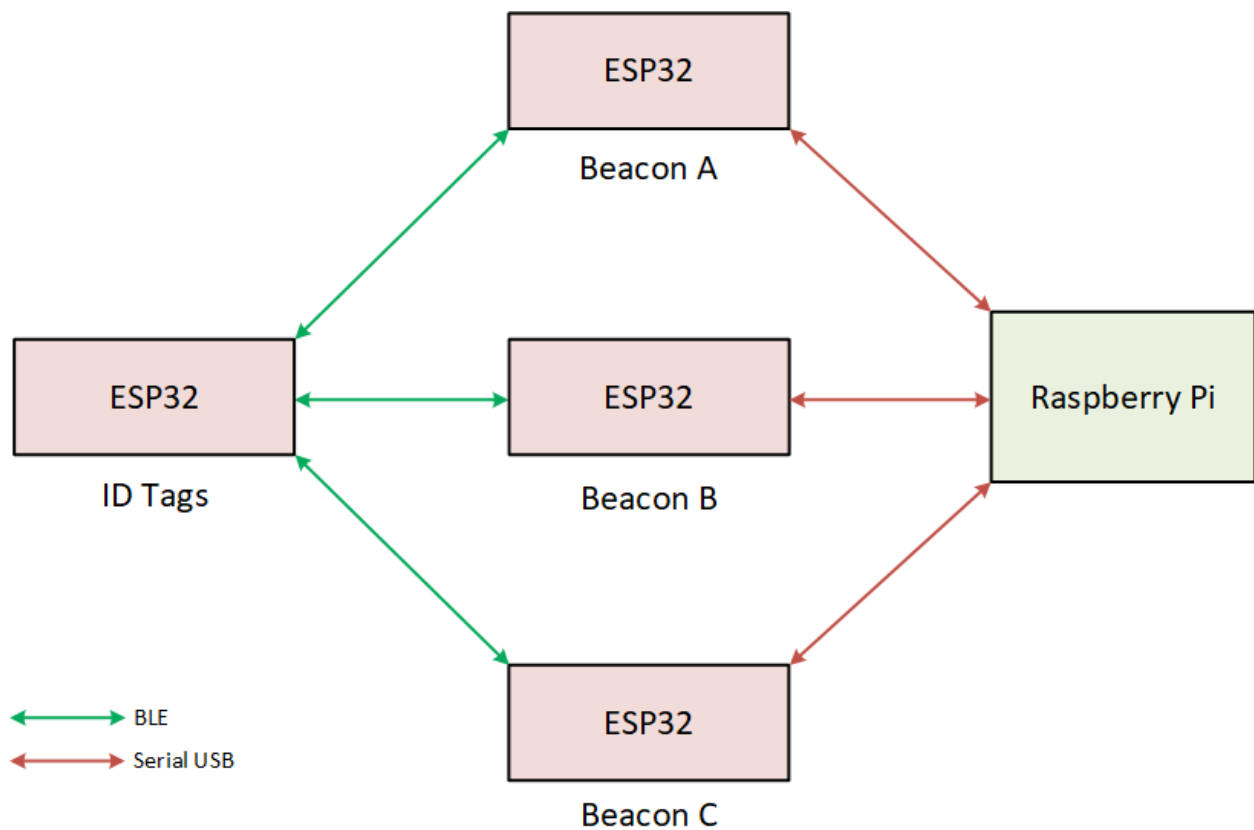 ESP32
Beacon A
ESP32
ID Tags
ESP32
Beacon B
Raspberry Pi
ESP32
Beacon C
BLE
Serial USB